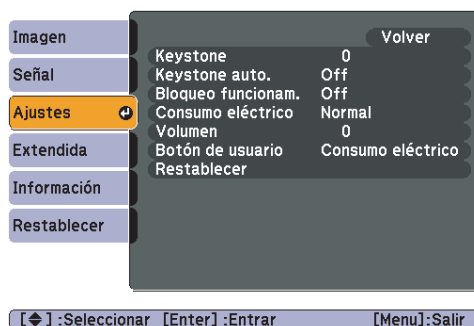 Imagen
Señal
Ajustes
Extendida
Información
Restablecer
Volver
Keystone 0
Keystone auto. Off
Bloqueo funcionam. Off
Consumo eléctrico Normal
Volumen 0
Botón de usuario Consumo eléctrico
Restablecer
[◆] :Seleccionar [Enter] :Entrar [Menu]:Salir